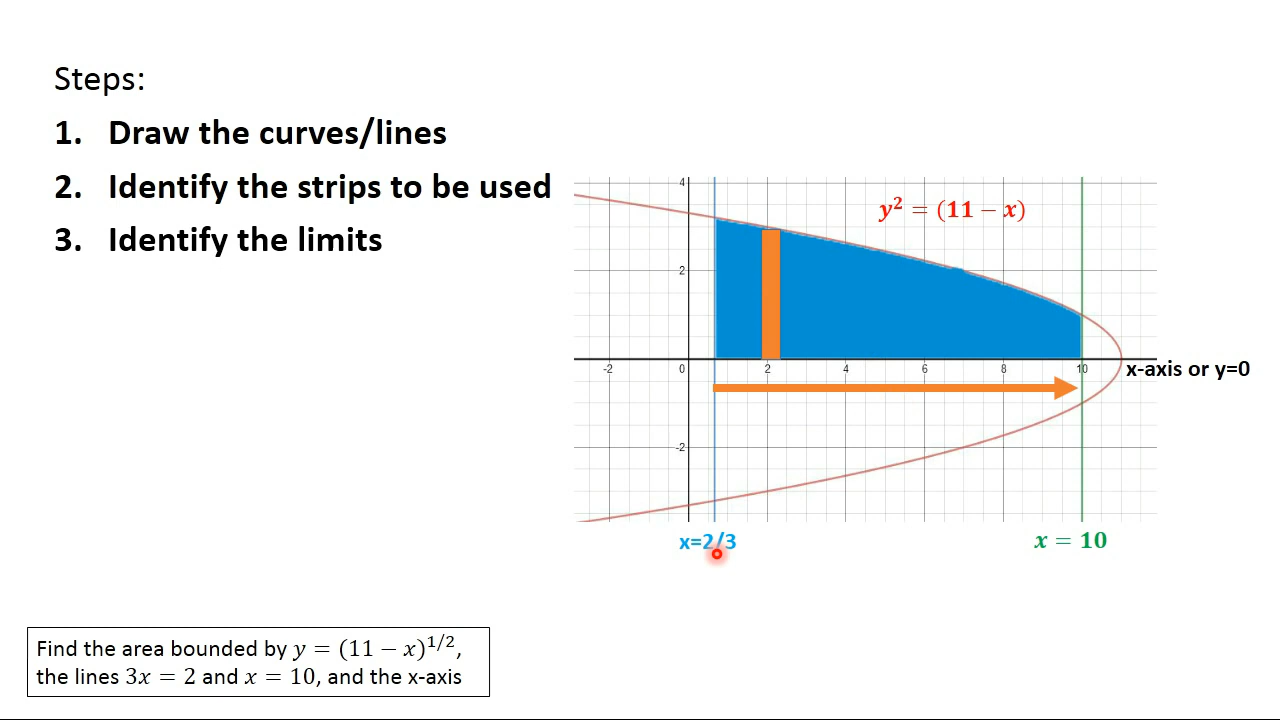 Steps:
1. Draw the curves/lines
2. Identify the strips to be used
3. Identify the limits
4
y² = (11 − x)
2
-2 0 2 4 6 8 10
x-axis or y=0
-2
x=2/3
x = 10
Find the area bounded by y = (11 − x)^{1/2},
the lines 3x = 2 and x = 10, and the x-axis